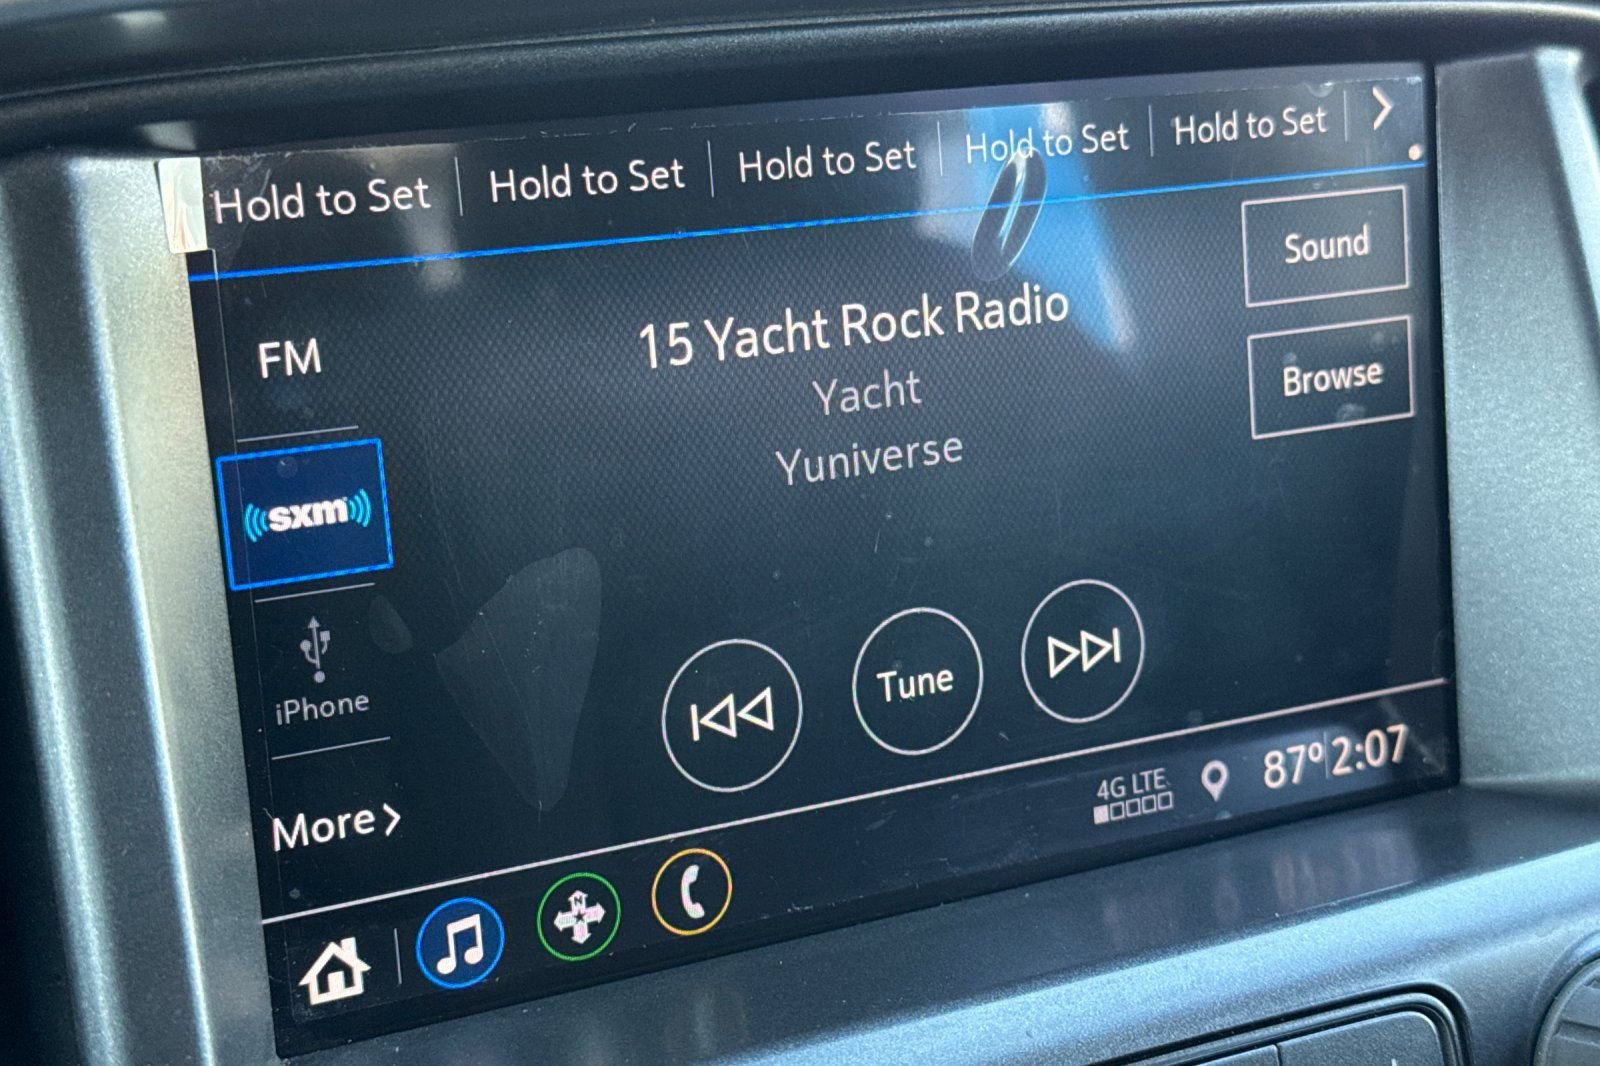 Hold to Set
Hold to Set
Hold to Set
Hold to Set
Hold to Set
Sound
FM
15 Yacht Rock Radio
Yacht
Yuniverse
Browse
sxm
iPhone
Tune
More
4G LTE
87° 2:07